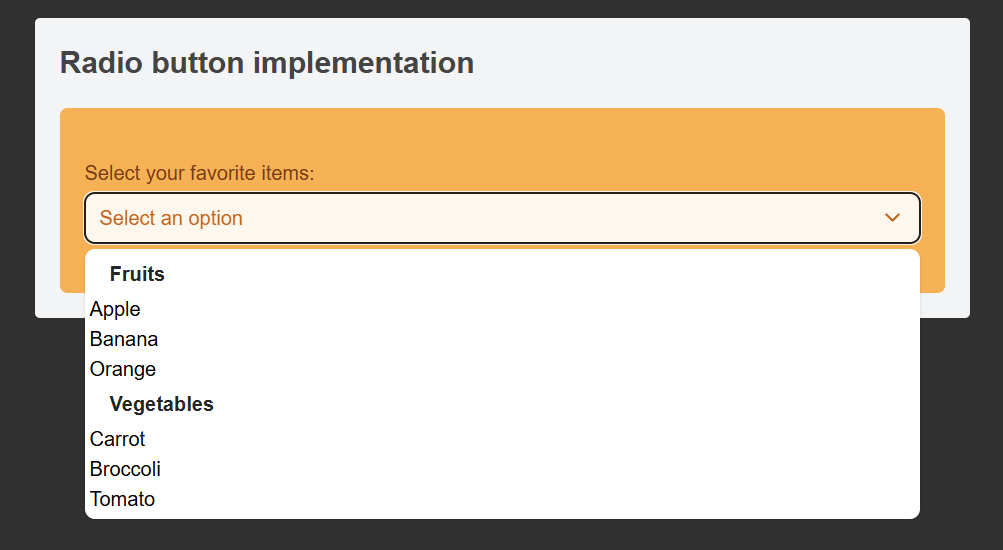 Radio button implementation
Select your favorite items:
Select an option
Fruits
Apple
Banana
Orange
Vegetables
Carrot
Broccoli
Tomato